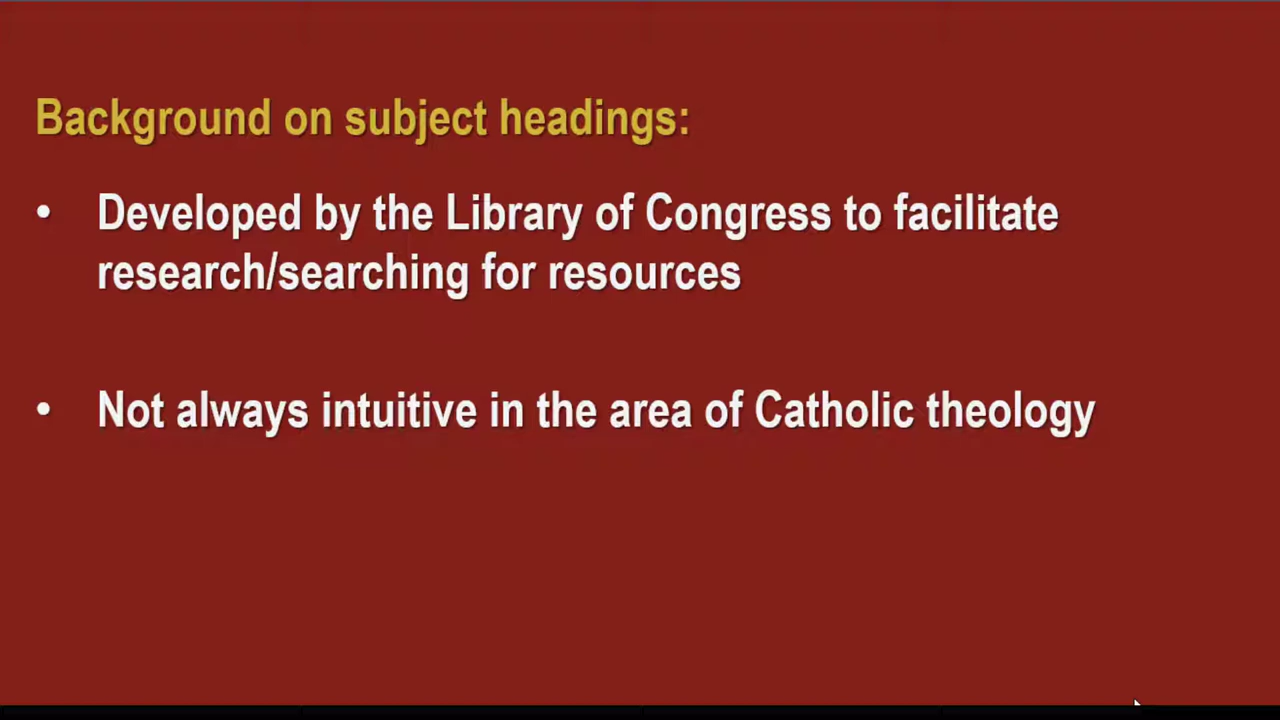 Background on subject headings:
• Developed by the Library of Congress to facilitate
research/searching for resources
• Not always intuitive in the area of Catholic theology